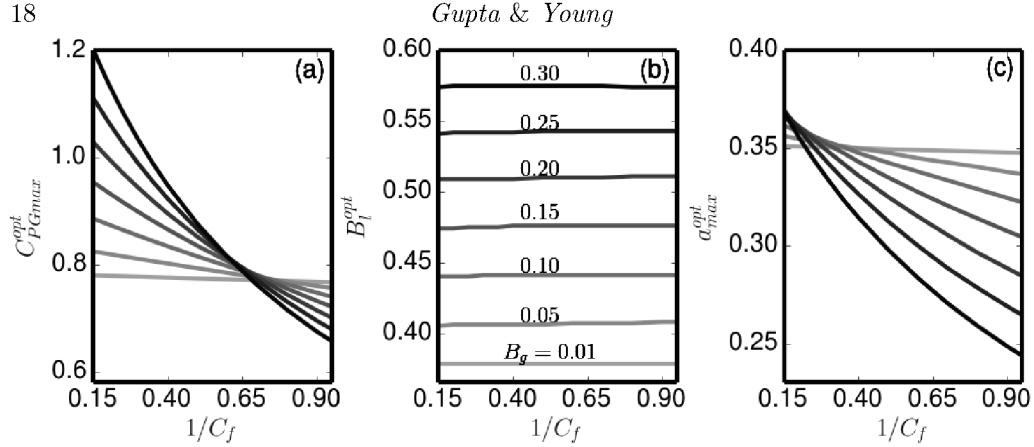 18
Gupta & Young
(a)
1.2
1.0
0.8
0.6
C_{PGmax}^{opt}
0.15 0.40 0.65 0.90
1/C_f
(b)
0.60
0.55
0.50
0.45
0.40
B_l^{opt}
0.30
0.25
0.20
0.15
0.10
0.05
B_g = 0.01
0.15 0.40 0.65 0.90
1/C_f
(c)
0.40
0.35
0.30
0.25
a_{max}^{opt}
0.15 0.40 0.65 0.90
1/C_f